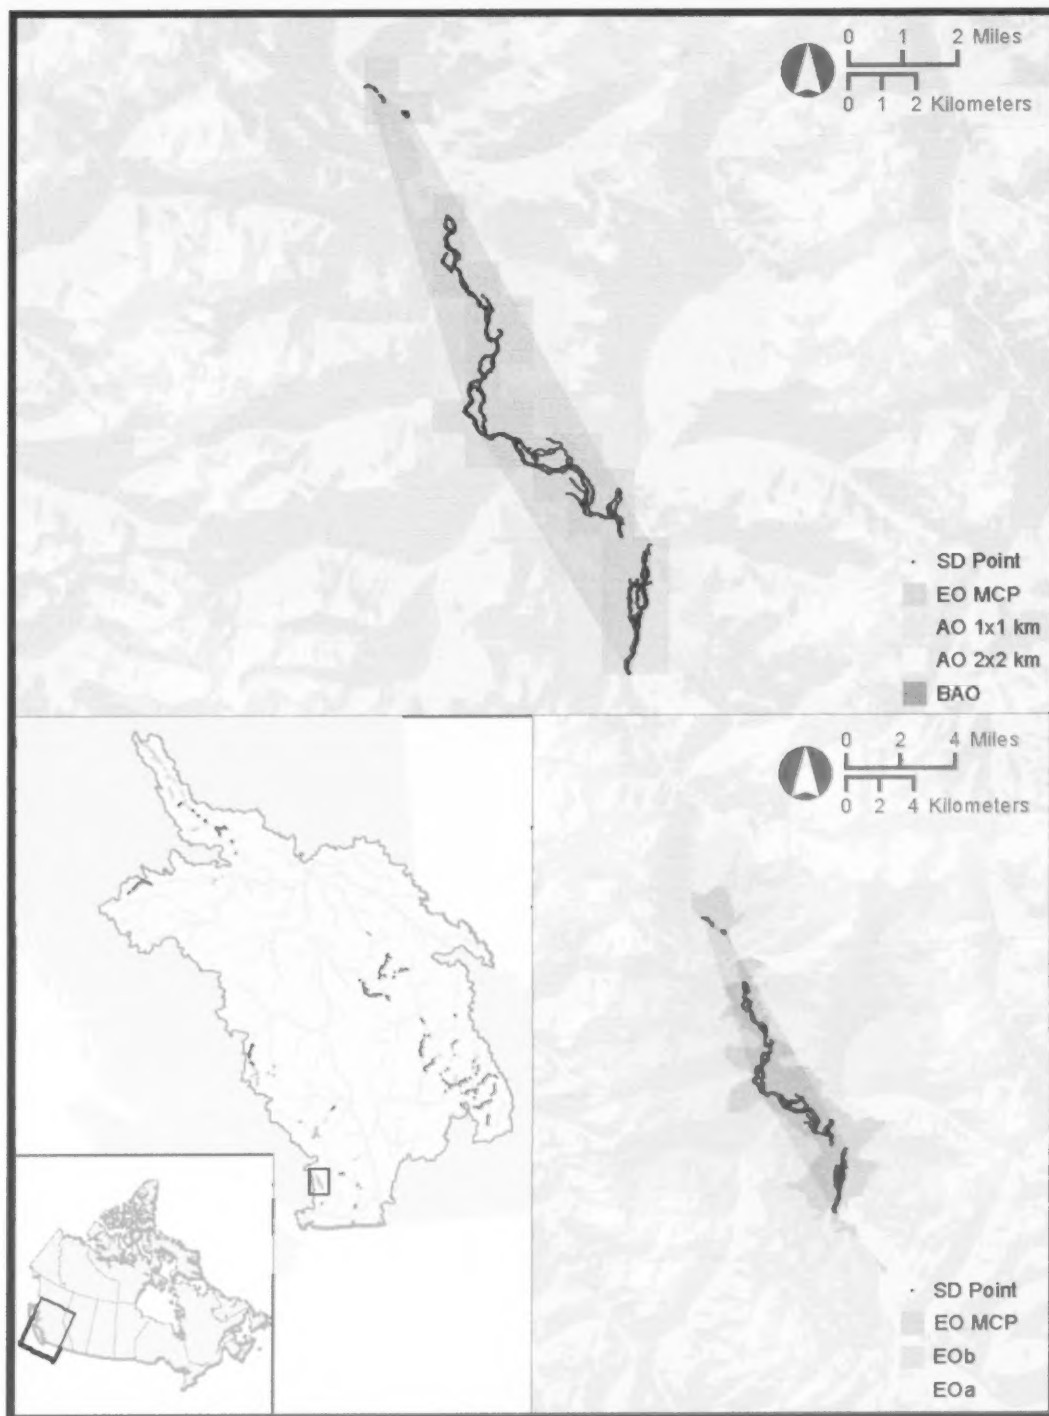 0 1 2 Miles
0 1 2 Kilometers
SD Point
EO MCP
AO 1x1 km
AO 2x2 km
BAO
0 2 4 Miles
0 2 4 Kilometers
SD Point
EO MCP
EOb
EOa